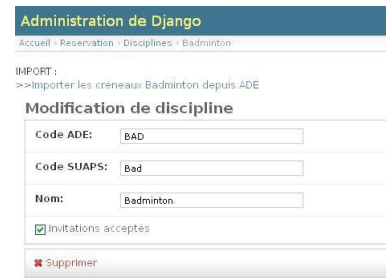 Administration de Django
Accueil › Reservation › Disciplines › Badminton
IMPORT :
>>Importer les créneaux Badminton depuis ADE
Modification de discipline
Code ADE: BAD
Code SUAPS: Bad
Nom: Badminton
Invitations acceptés
Supprimer